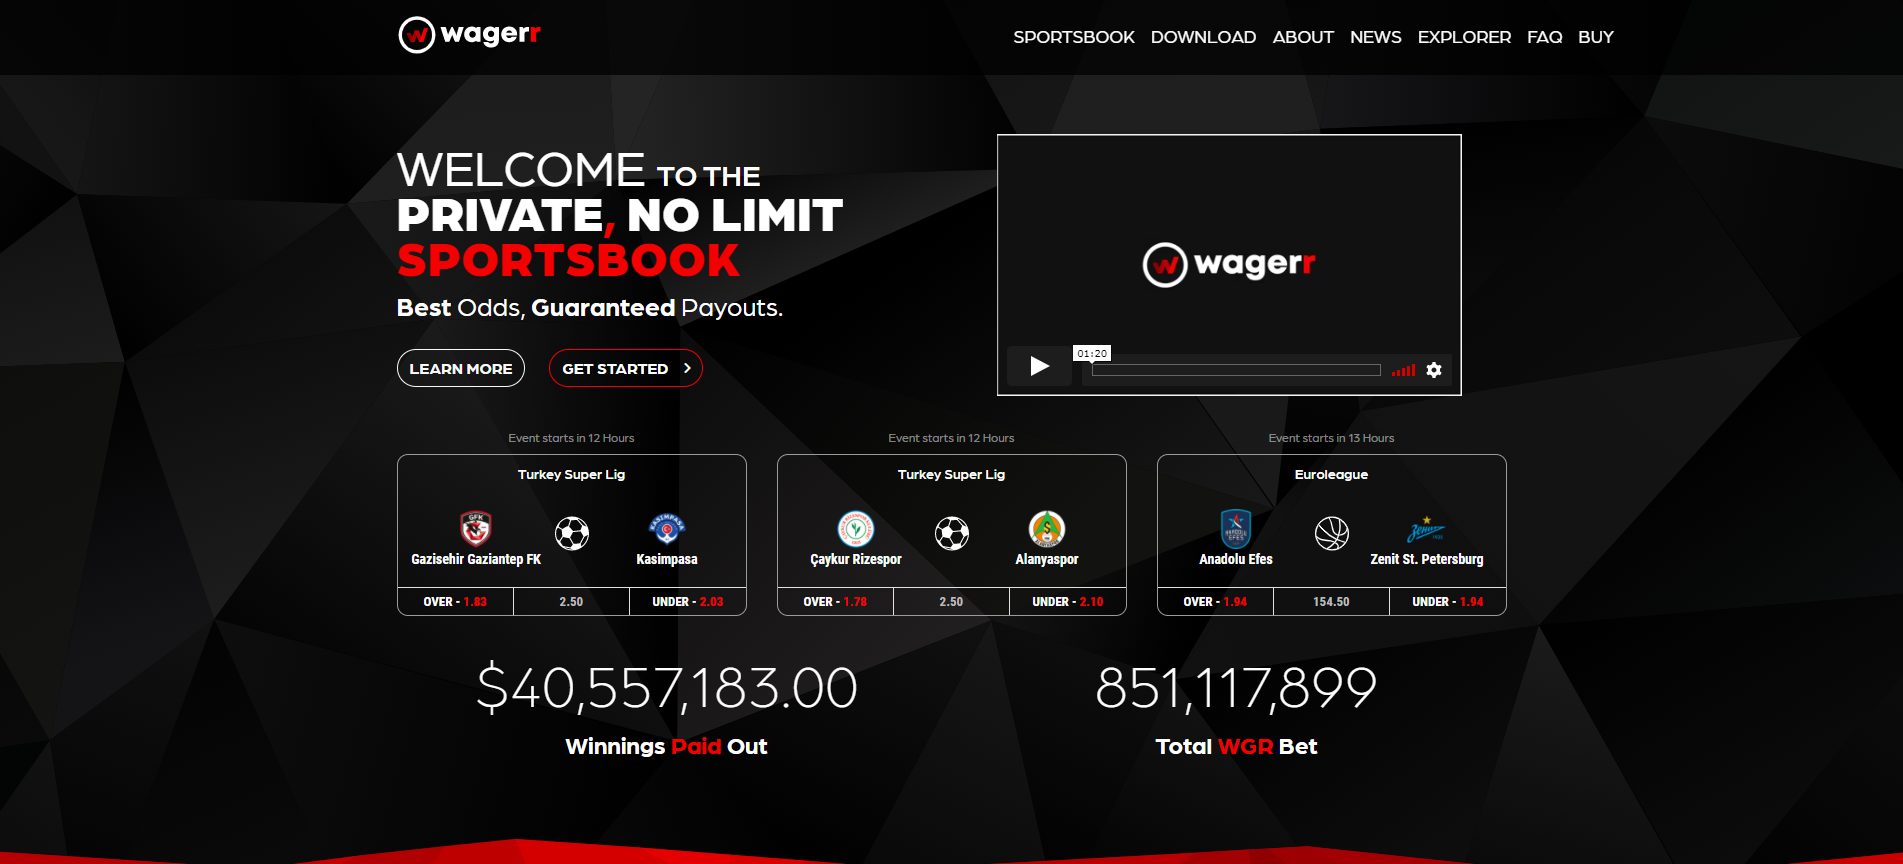 wagerr
SPORTSBOOK DOWNLOAD ABOUT NEWS EXPLORER FAQ BUY
WELCOME TO THE
PRIVATE, NO LIMIT
SPORTSBOOK
Best Odds, Guaranteed Payouts.
LEARN MORE
GET STARTED
wagerr
01:20
Event starts in 12 Hours
Turkey Super Lig
GFK
KASIMPASA
Gazisehir Gaziantep FK
Kasimpasa
OVER - 1.83 2.50 UNDER - 2.03
Event starts in 12 Hours
Turkey Super Lig
Çaykur Rizespor
Alanyaspor
OVER - 1.78 2.50 UNDER - 2.10
Event starts in 13 Hours
Euroleague
Anadolu Efes
Zenit St. Petersburg
OVER - 1.94 154.50 UNDER - 1.94
$40,557,183.00
Winnings Paid Out
851,117,899
Total WGR Bet